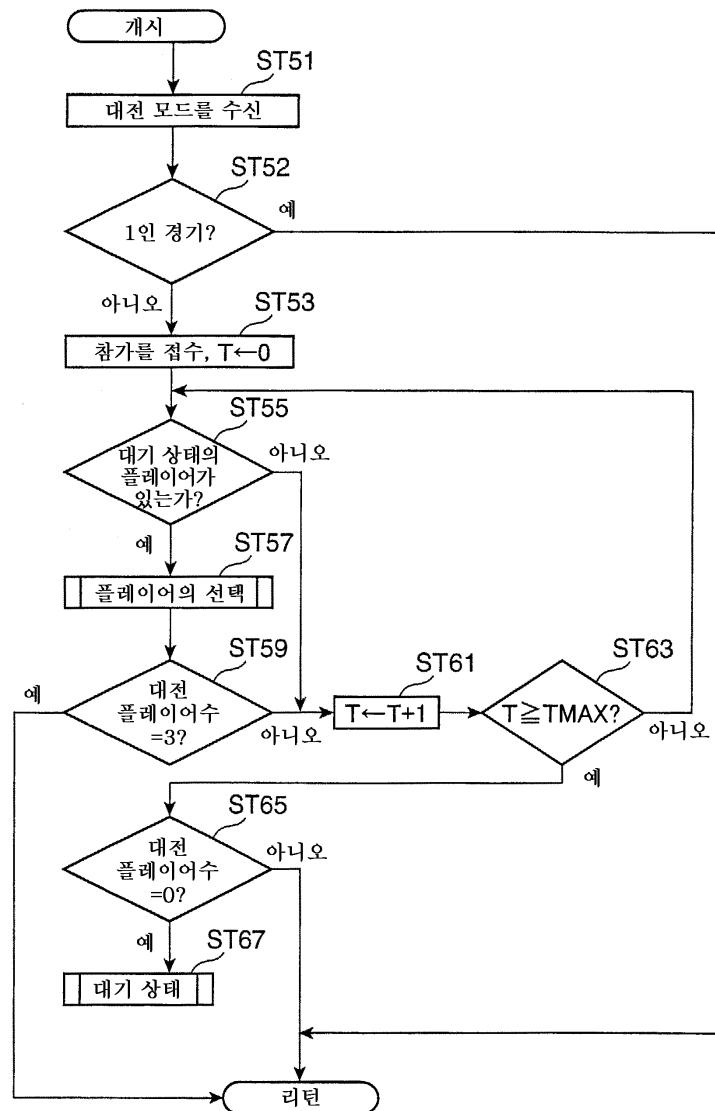 개시
ST51
대전 모드를 수신
ST52
예
1인 경기?
아니오
ST53
참가를 접수, T←0
ST55
아니오
대기 상태의
플레이어가
있는가?
예
ST57
플레이어의 선택
ST59
예
대전
플레이어수
=3?
아니오
ST61
T←T+1
ST63
T≧TMAX?
아니오
예
ST65
대전
플레이어수
=0?
아니오
예
ST67
대기 상태
리턴